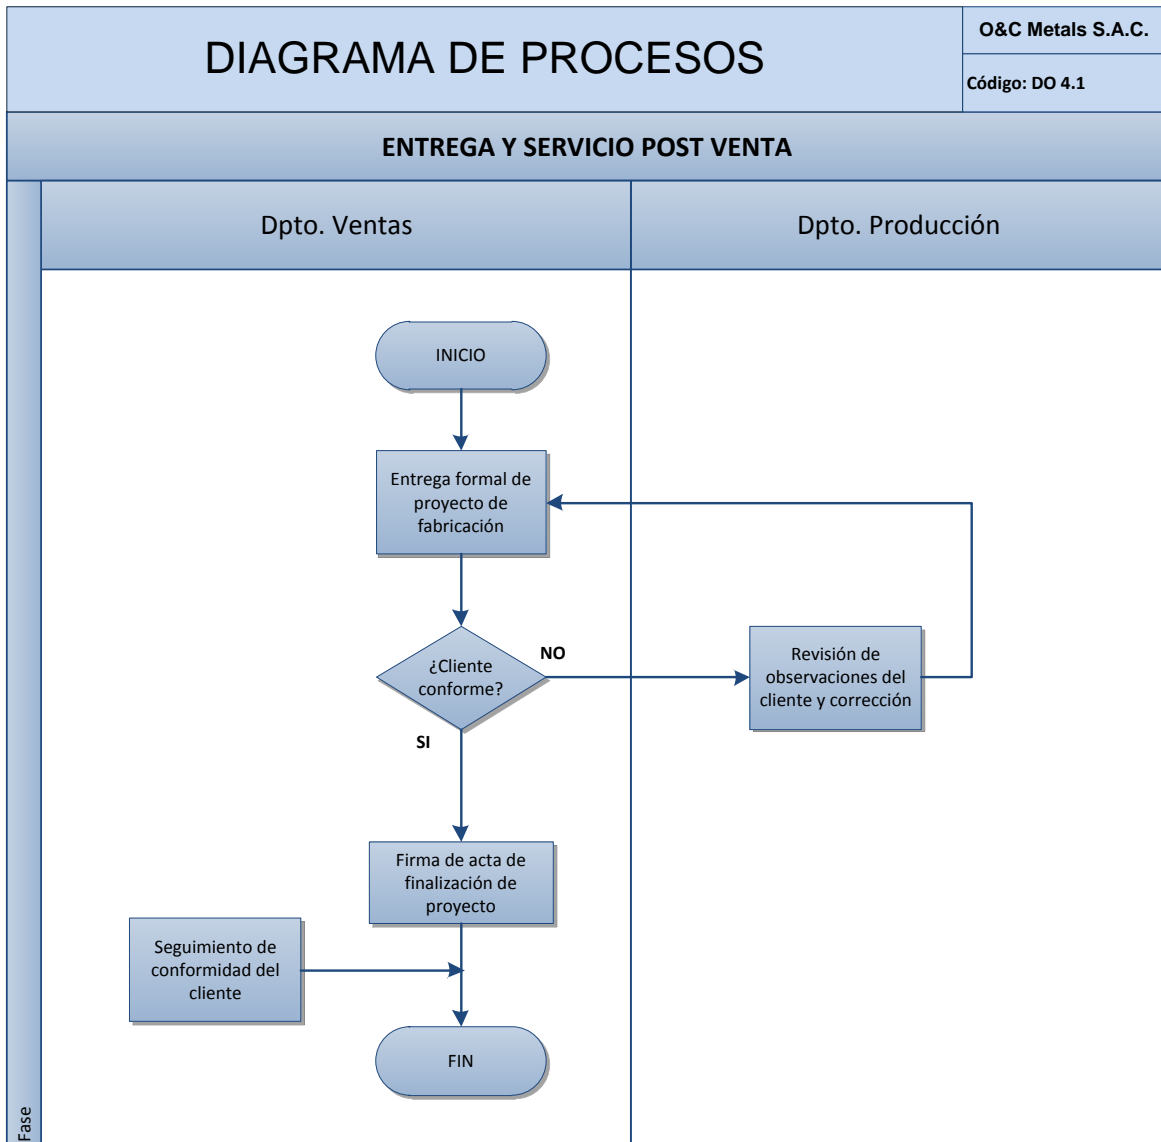 DIAGRAMA DE PROCESOS
O&C Metals S.A.C.
Código: DO 4.1
ENTREGA Y SERVICIO POST VENTA
Dpto. Ventas
Dpto. Producción
INICIO
Entrega formal de
proyecto de
fabricación
¿Cliente
conforme?
NO
Revisión de
observaciones del
cliente y corrección
SI
Firma de acta de
finalización de
proyecto
Seguimiento de
conformidad del
cliente
FIN
Fase